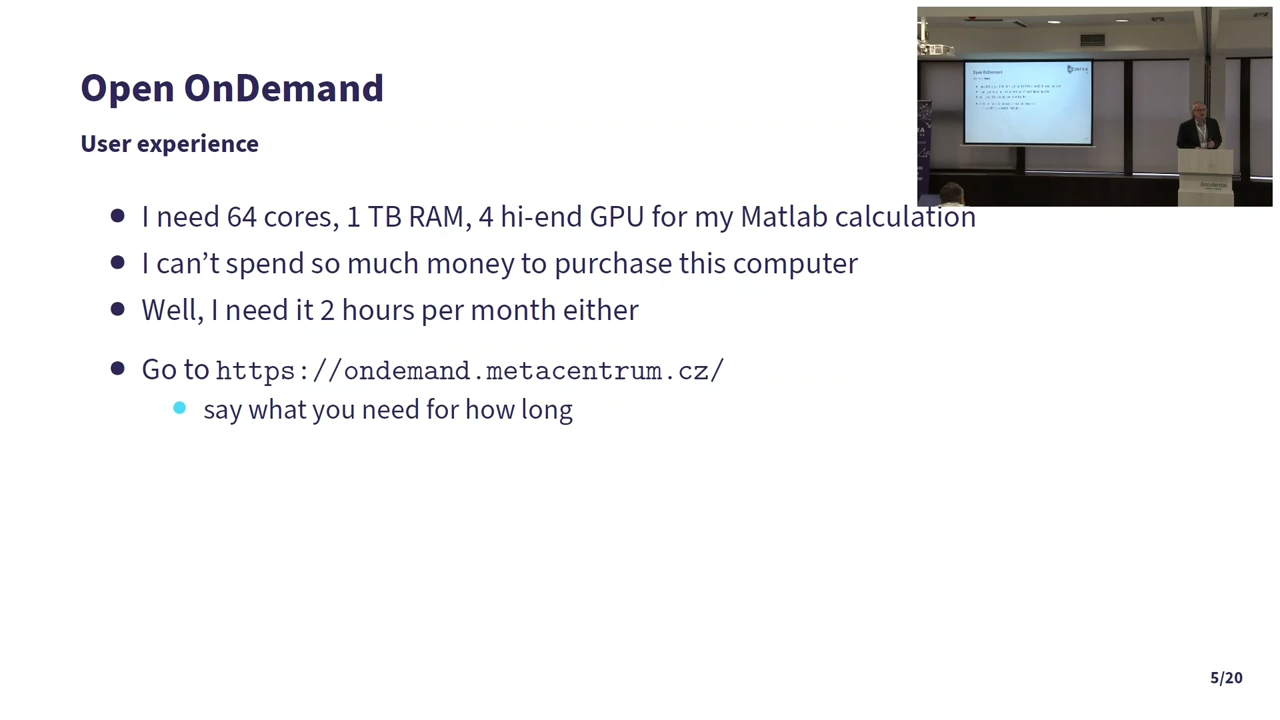 Open OnDemand
User experience
I need 64 cores, 1 TB RAM, 4 hi-end GPU for my Matlab calculation
I can't spend so much money to purchase this computer
Well, I need it 2 hours per month either
Go to https://ondemand.metacentrum.cz/
say what you need for how long
5/20
Open OnDemand